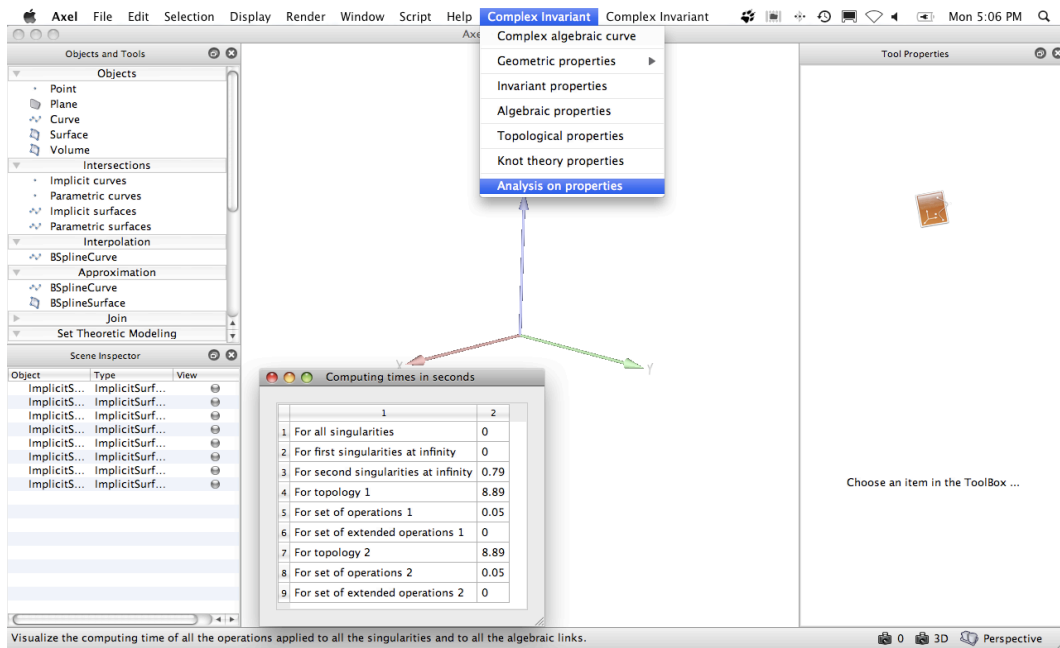 Axel File Edit Selection Display Rayler Render Window Script Help Complex Invariant Complex Invariant Mon 5:06 PM
Axe
Complex algebraic curve
Geometric properties
Invariant properties
Algebraic properties
Topological properties
Knot theory properties
Analysis on properties
Objects and Tools
Objects
Point
Plane
Curve
Surface
Volume
Intersections
Implicit curves
Parametric curves
Implicit surfaces
Parametric surfaces
Interpolation
BSplineCurve
Approximation
BSplineCurve
BSplineSurface
Join
Set Theoretic Modeling
Scene Inspector
Object Type View
ImplicitS... ImplicitSurf...
ImplicitS... ImplicitSurf...
ImplicitS... ImplicitSurf...
ImplicitS... ImplicitSurf...
ImplicitS... ImplicitSurf...
ImplicitS... ImplicitSurf...
ImplicitS... ImplicitSurf...
ImplicitS... ImplicitSurf...
X
Y
Computing times in seconds
1 2
1 For all singularities 0
2 For first singularities at infinity 0
3 For second singularities at infinity 0.79
4 For topology 1 8.89
5 For set of operations 1 0.05
6 For set of extended operations 1 0
7 For topology 2 8.89
8 For set of operations 2 0.05
9 For set of extended operations 2 0
Tool Properties
Choose an item in the ToolBox ...
Visualize the computing time of all the operations applied to all the singularities and to all the algebraic links.
0 3D Perspective